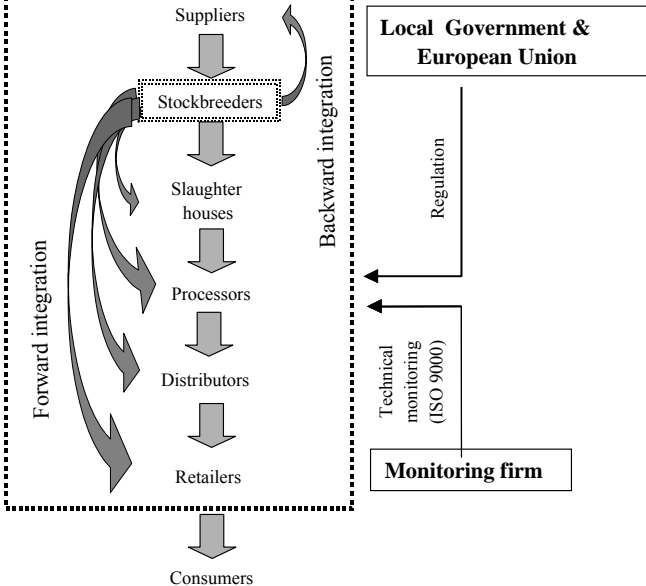 Suppliers
Local Government &
European Union
Stockbreeders
Backward integration
Regulation
Slaughter
houses
Forward integration
Processors
Technical
monitoring
(ISO 9000)
Distributors
Retailers
Monitoring firm
Consumers